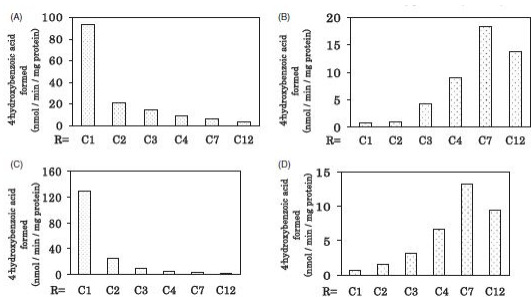 (A)
4-hydroxybenzoic acid
formed
(nmol / min / mg protein)
100
80
60
40
20
0
R= C1 C2 C3 C4 C7 C12
(B)
4-hydroxybenzoic acid
formed
(nmol / min / mg protein)
20
15
10
5
0
R= C1 C2 C3 C4 C7 C12
(C)
4-hydroxybenzoic acid
formed
(nmol / min / mg protein)
160
120
80
40
0
R= C1 C2 C3 C4 C7 C12
(D)
4-hydroxybenzoic acid
formed
(nmol / min / mg protein)
15
10
5
0
R= C1 C2 C3 C4 C7 C12